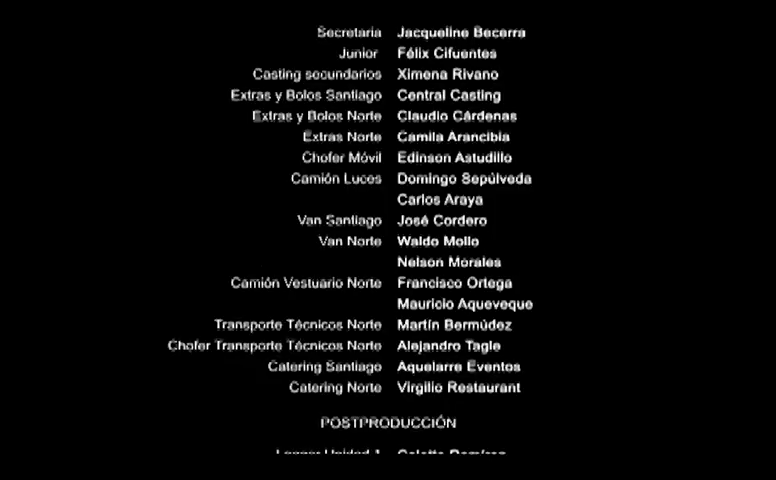 Secretaria Jacqueline Becerra
Junior Félix Cifuentes
Casting secundarios Ximena Rivano
Extras y Bolos Santiago Central Casting
Extras y Bolos Norte Claudio Cárdenas
Extras Norte Camila Arancibia
Chofer Móvil Edinson Astudillo
Camión Luces Domingo Sepúlveda
Carlos Araya
Van Santiago José Cordero
Van Norte Waldo Mollo
Nelson Morales
Camión Vestuario Norte Francisco Ortega
Mauricio Aqueveque
Transporte Técnicos Norte Martín Bermúdez
Chofer Transporte Técnicos Norte Alejandro Tagle
Catering Santiago Aquelarre Eventos
Catering Norte Virgilio Restaurant
POSTPRODUCCIÓN